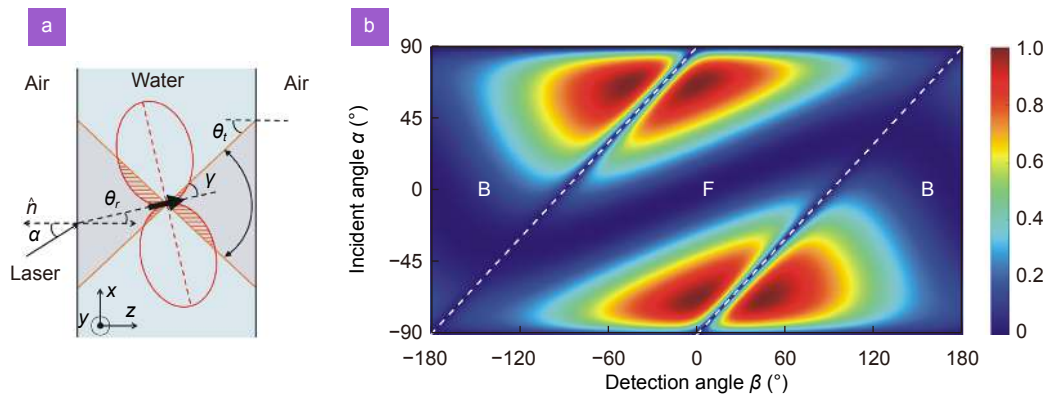 a
Air
Water
Air
θt
γ
n̂
θr
α
Laser
x
y
z
b
90
45
0
−45
−90
Incident angle α (°)
B
F
B
−180
−120
−60
0
60
120
180
Detection angle β (°)
1.0
0.8
0.6
0.4
0.2
0